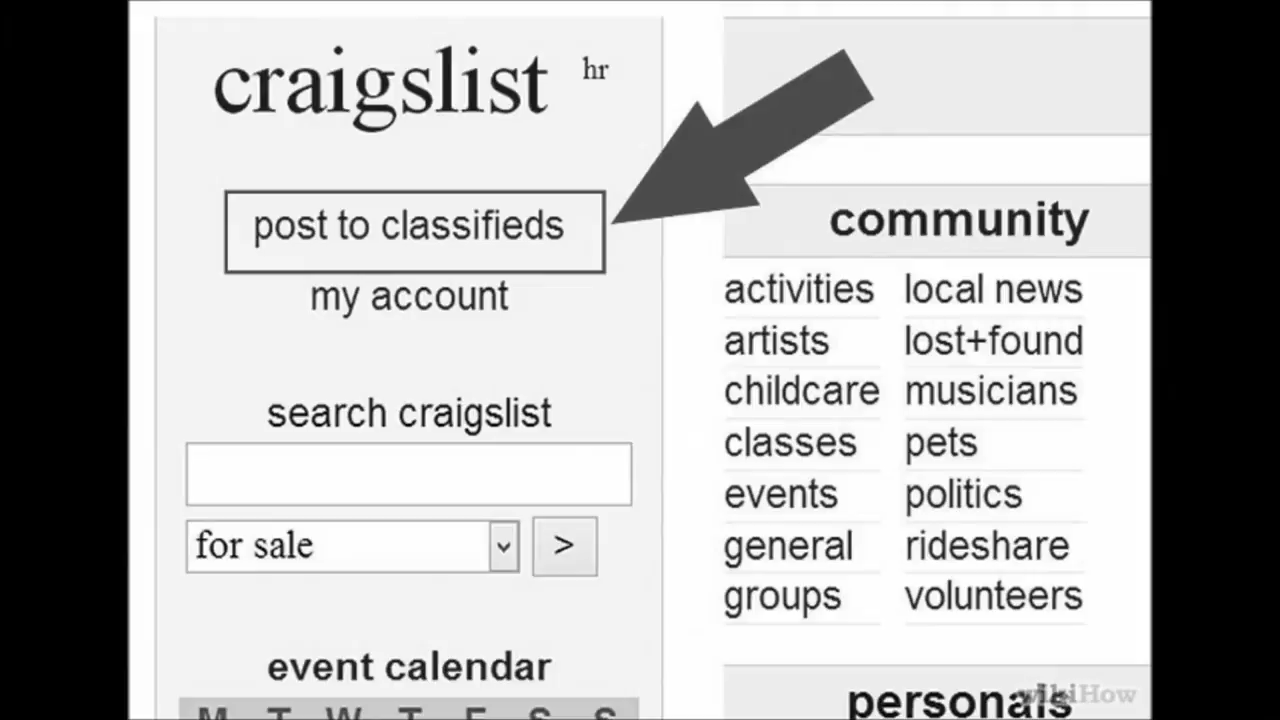 craigslist hr
post to classifieds
my account
search craigslist
for sale
>
event calendar
M T W T F S S
community
activities local news
artists lost+found
childcare musicians
classes pets
events politics
general rideshare
groups volunteers
personals
wikiHow